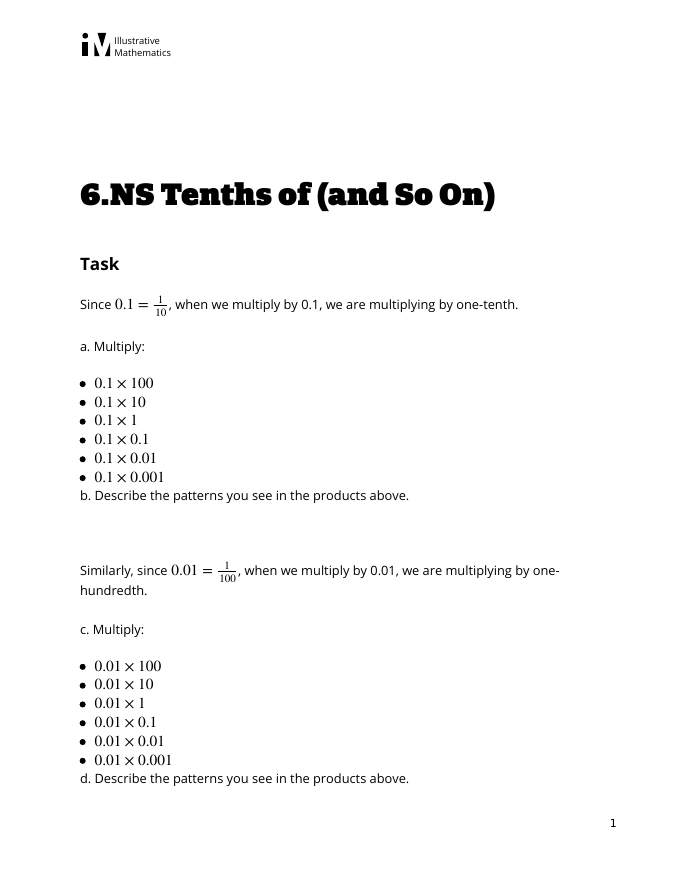 Illustrative
Mathematics
6.NS Tenths of (and So On)
Task
Since 0.1 = 1/10, when we multiply by 0.1, we are multiplying by one-tenth.
a. Multiply:
• 0.1 × 100
• 0.1 × 10
• 0.1 × 1
• 0.1 × 0.1
• 0.1 × 0.01
• 0.1 × 0.001
b. Describe the patterns you see in the products above.
Similarly, since 0.01 = 1/100, when we multiply by 0.01, we are multiplying by one-
hundredth.
c. Multiply:
• 0.01 × 100
• 0.01 × 10
• 0.01 × 1
• 0.01 × 0.1
• 0.01 × 0.01
• 0.01 × 0.001
d. Describe the patterns you see in the products above.
1